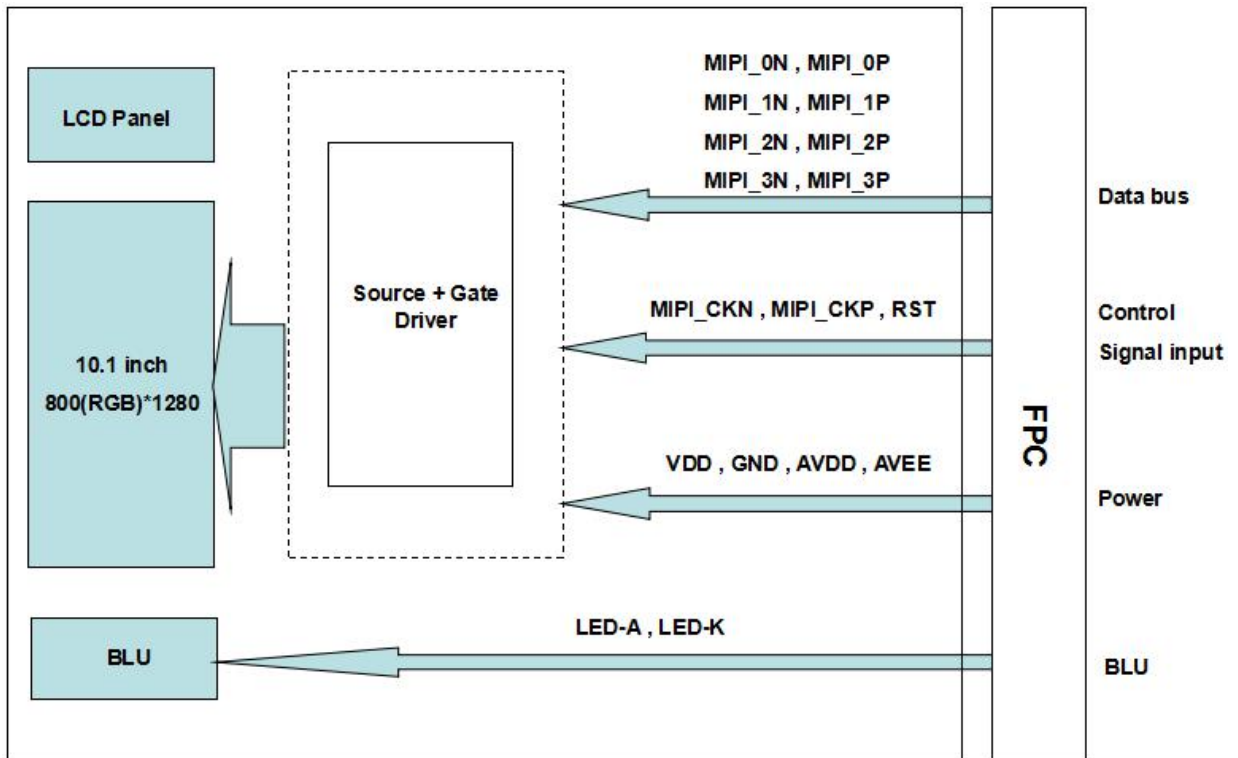 LCD Panel
10.1 inch
800(RGB)*1280
BLU
Source + Gate
Driver
MIPI_0N , MIPI_0P
MIPI_1N , MIPI_1P
MIPI_2N , MIPI_2P
MIPI_3N , MIPI_3P
MIPI_CKN , MIPI_CKP , RST
VDD , GND , AVDD , AVEE
LED-A , LED-K
FPC
Data bus
Control
Signal input
Power
BLU